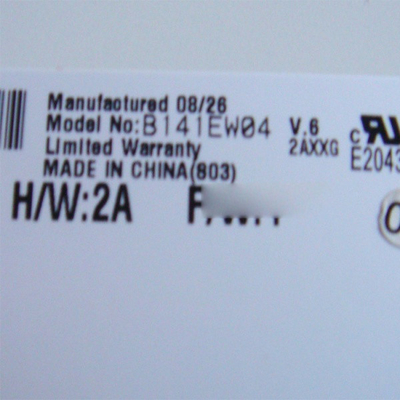 Manufactured 08/26
Model No:B141EW04 V.6
Limited Warranty 2AXXG
MADE IN CHINA(803)
E2043
H/W:2A